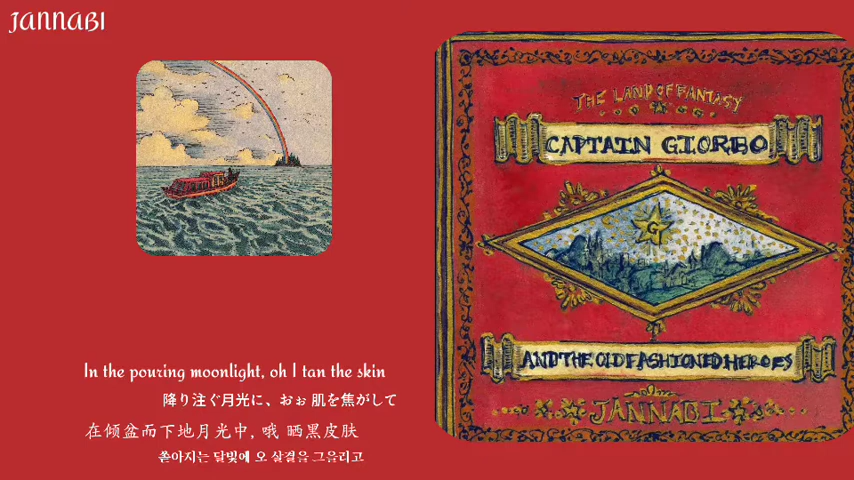 JANNABI
THE LAND OF FANTASY
CAPTAIN GIORBO
G
AND THE OLD FASHIONED HEROES
JANNABI
In the pouring moonlight, oh I tan the skin
降り注ぐ月光に、おぉ 肌を焦がして
在倾盆而下地月光中, 哦 晒黑皮肤
쏟아지는 달빛에 오 살결을 그을리고